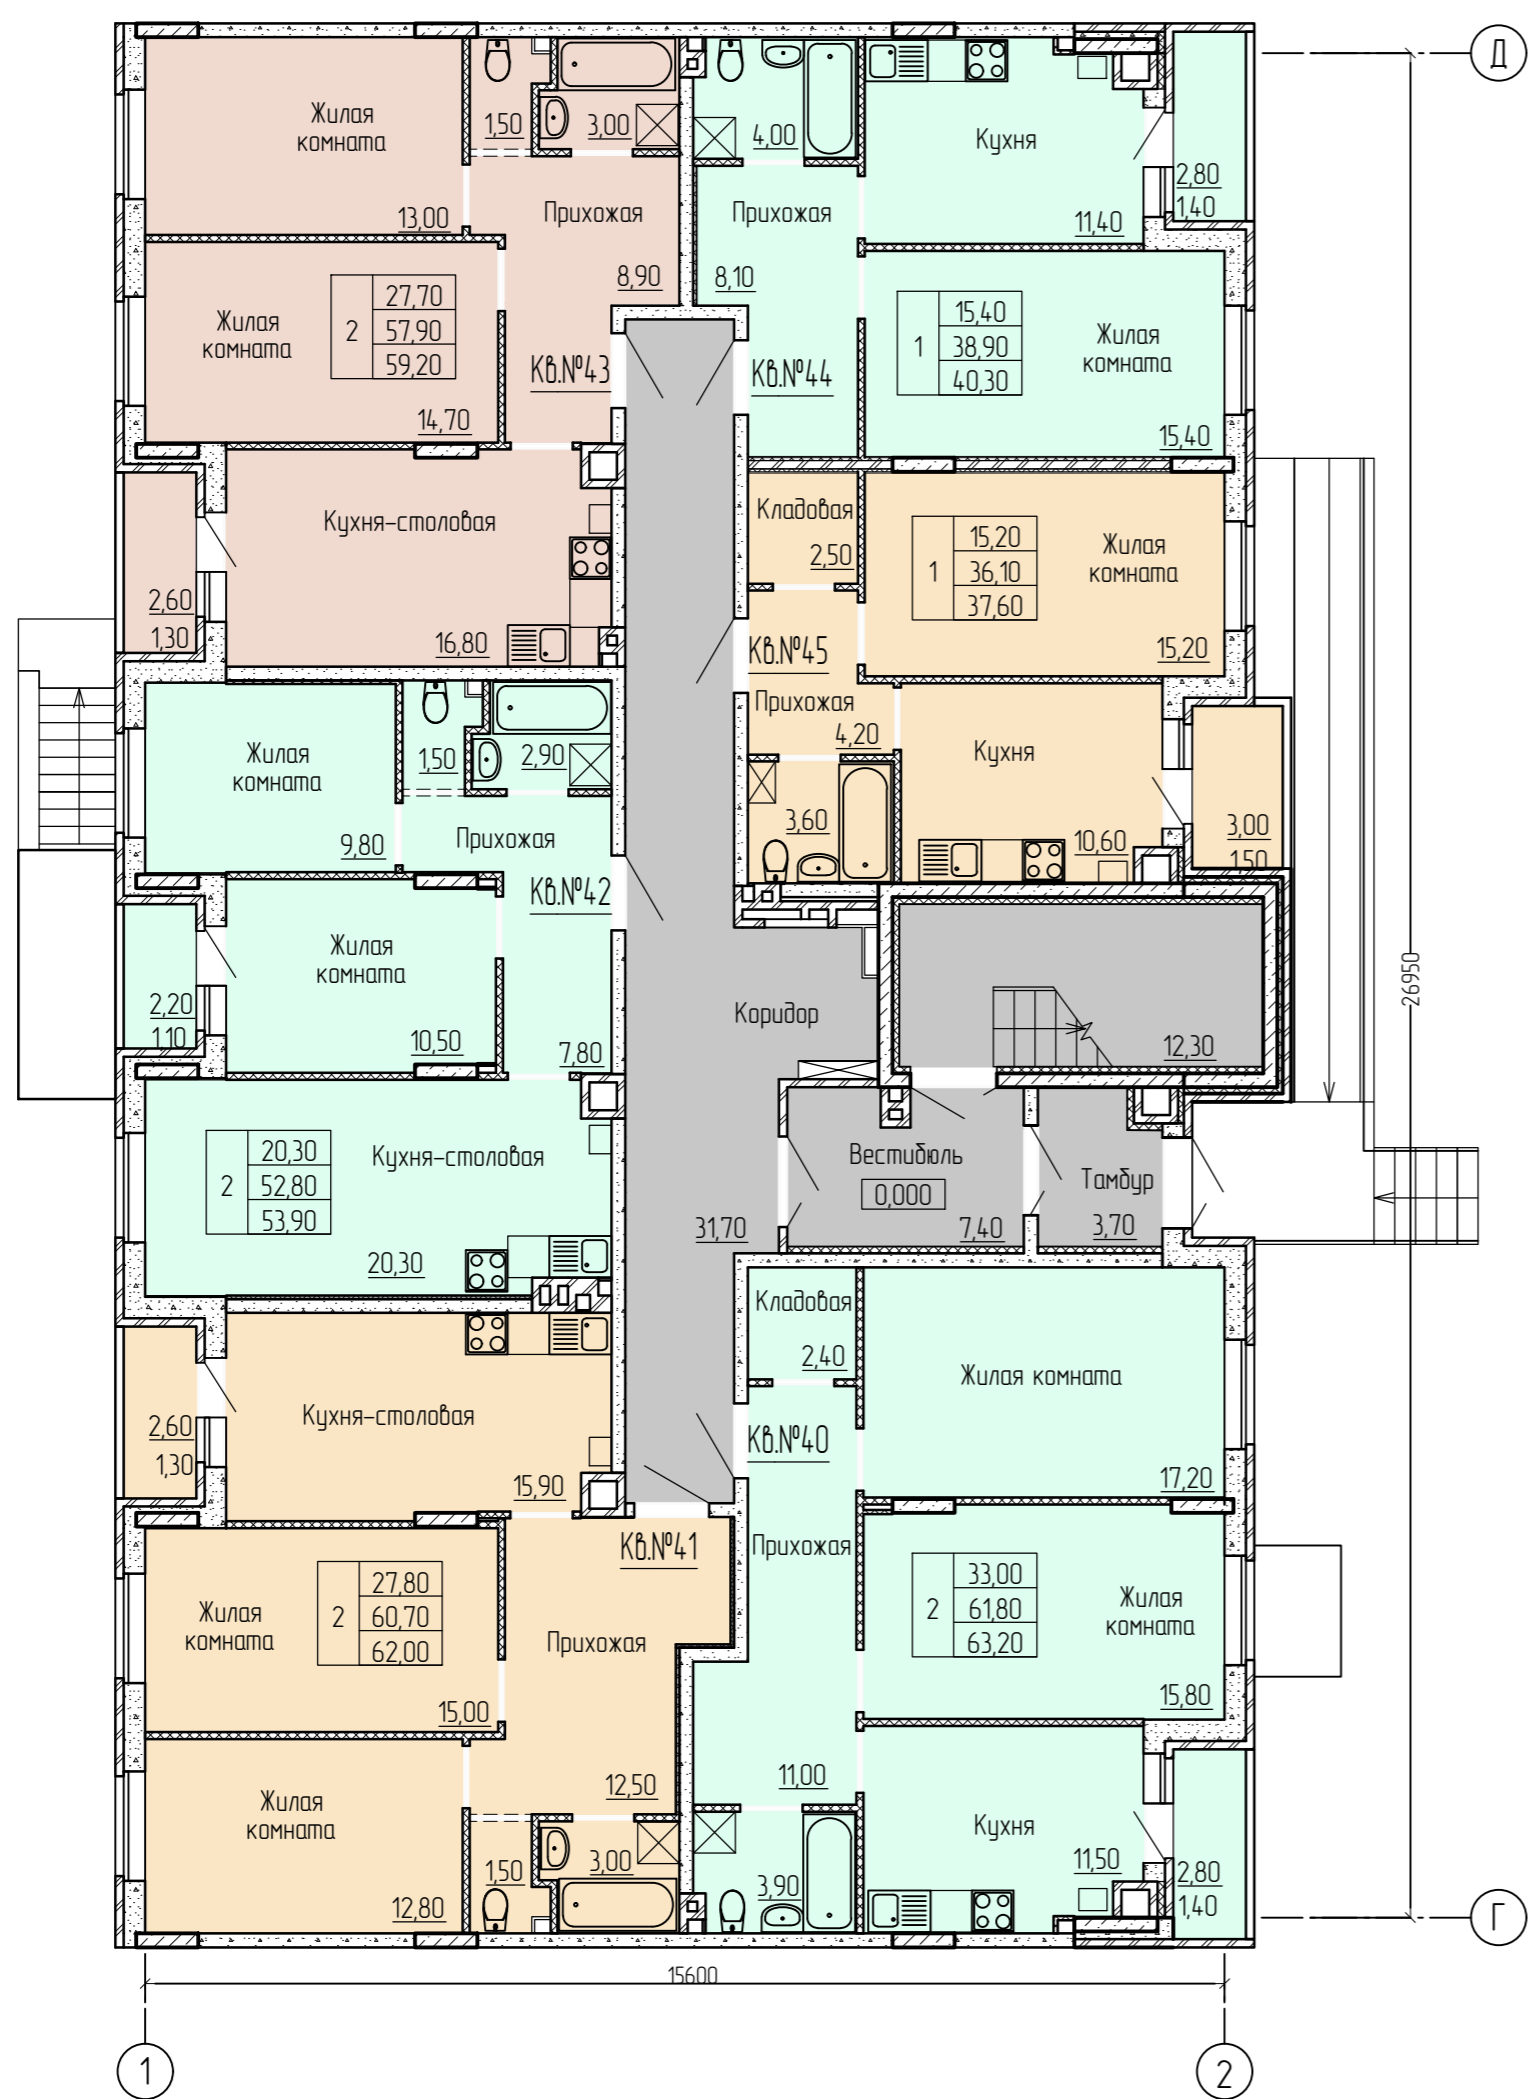 Д
Жилая
комната
13,00
1,50
3,00
4,00
Кухня
11,40
2,80
1,40
Прихожая
8,90
Прихожая
8,10
Жилая
комната
2
27,70
57,90
59,20
14,70
Кв.№43
Кв.№44
1
15,40
38,90
40,30
Жилая
комната
15,40
Кухня-столовая
16,80
2,60
1,30
Кладовая
2,50
1
15,20
36,10
37,60
Жилая
комната
15,20
Кв.№45
Прихожая
4,20
3,60
Кухня
10,60
3,00
1,50
Жилая
комната
9,80
1,50
2,90
Прихожая
Кв.№42
7,80
Жилая
комната
10,50
2,20
1,10
Коридор
31,70
12,30
26950
Вестибюль
0,000
7,40
Тамбур
3,70
2
20,30
52,80
53,90
Кухня-столовая
20,30
Кладовая
2,40
Жилая комната
17,20
Кв.№40
Кухня-столовая
15,90
2,60
1,30
Кв.№41
Прихожая
12,50
Прихожая
11,00
Жилая
комната
2
27,80
60,70
62,00
15,00
2
33,00
61,80
63,20
Жилая
комната
15,80
Жилая
комната
12,80
1,50
3,00
3,90
Кухня
11,50
2,80
1,40
Г
15600
1
2